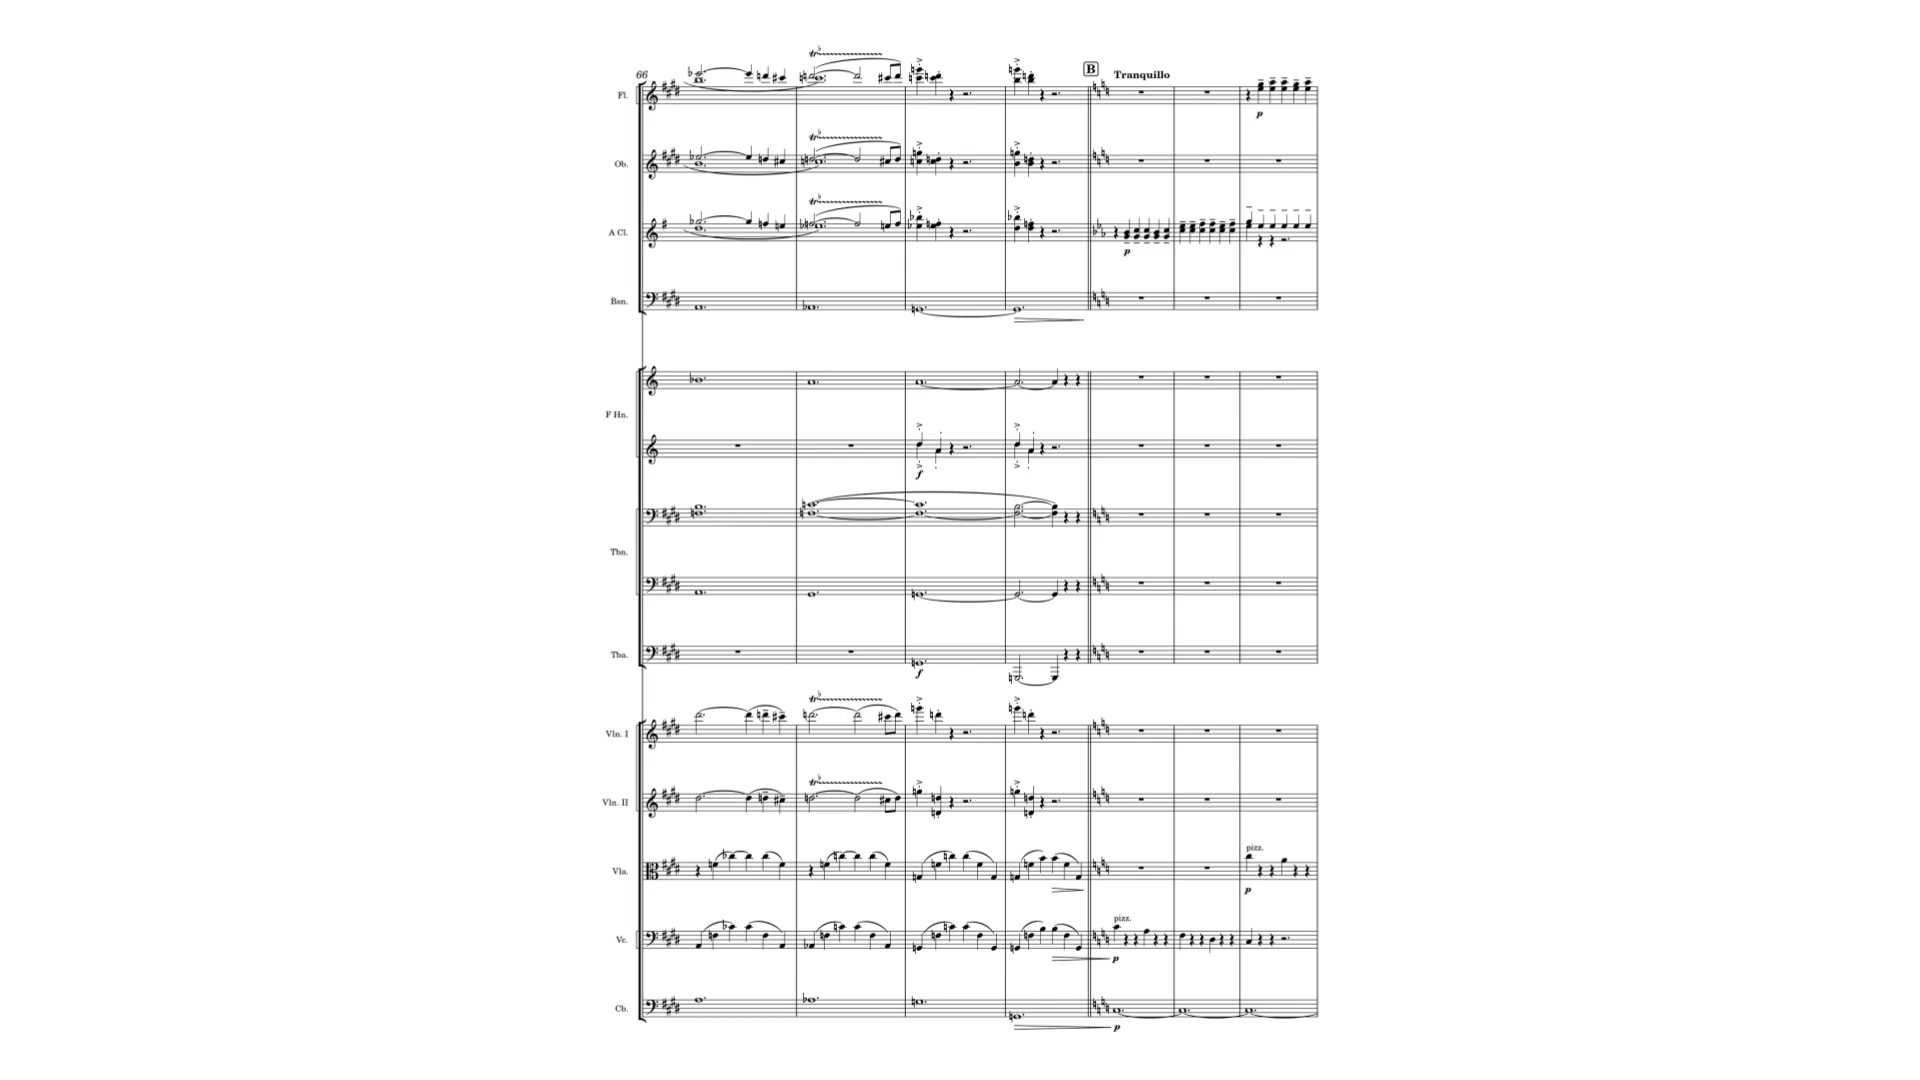 66
B
Tranquillo
Fl.
p
Ob.
A Cl.
p
Bsn.
F Hn.
f
Tbn.
Tba.
f
Vln. I
Vln. II
pizz.
Vla.
p
pizz.
Vc.
p
Cb.
p